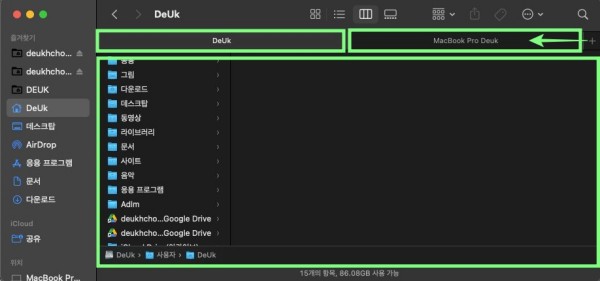 DeUk
DeUk
MacBook Pro Deuk
즐겨찾기
deukhcho...
deukhcho...
DEUK
DeUk
데스크탑
AirDrop
응용 프로그램
문서
다운로드
iCloud
공유
위치
MacBook Pr...
그림
다운로드
데스크탑
동영상
라이브러리
문서
사이트
음악
응용 프로그램
AdIm
deukhcho...Google Drive
deukhcho...Google Drive
DeUk › 사용자 › DeUk
15개의 항목, 86.08GB 사용 가능